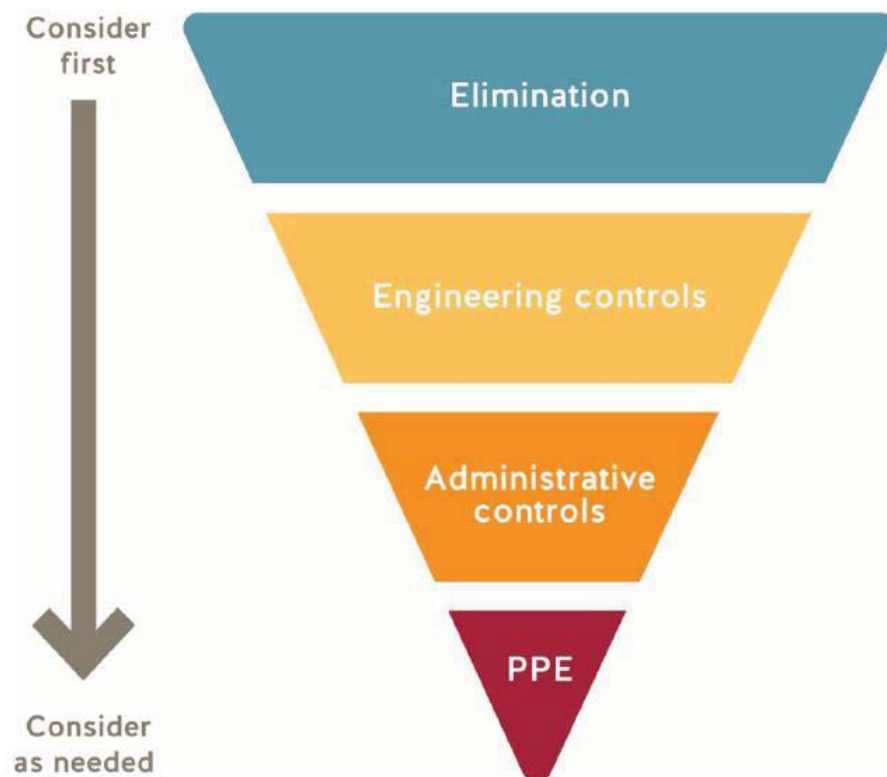 Consider
first
Elimination
Engineering controls
Administrative
controls
PPE
Consider
as needed